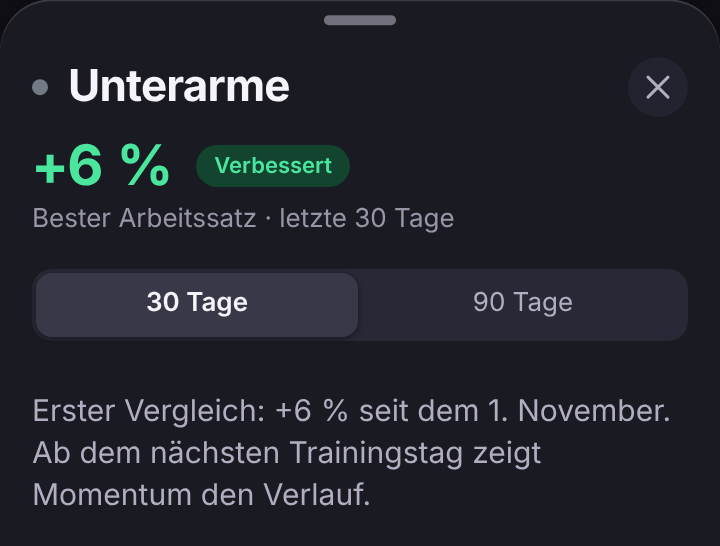 Unterarme
+6 % Verbessert
Bester Arbeitssatz · letzte 30 Tage
30 Tage 90 Tage
Erster Vergleich: +6 % seit dem 1. November.
Ab dem nächsten Trainingstag zeigt
Momentum den Verlauf.